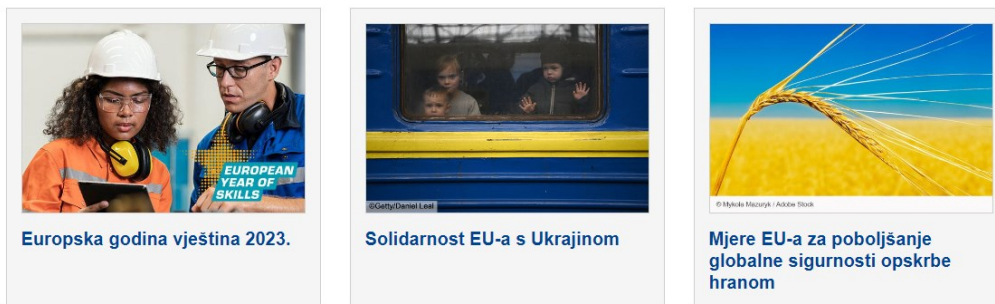 EUROPEAN
YEAR OF
SKILLS
Europska godina vještina 2023.
©Getty/Daniel Leal
Solidarnost EU-a s Ukrajinom
© Mykola Mazuryk / Adobe Stock
Mjere EU-a za poboljšanje
globalne sigurnosti opskrbe
hranom